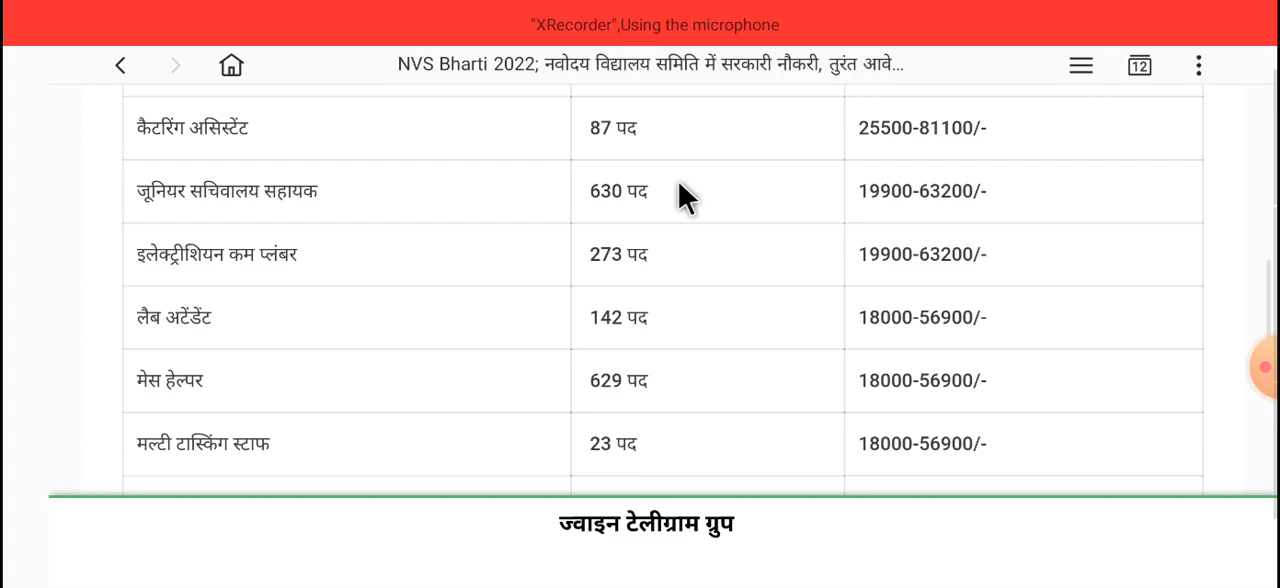 "XRecorder",Using the microphone
NVS Bharti 2022; नवोदय विद्यालय समिति में सरकारी नौकरी, तुरंत आवे...
12
कैटरिंग असिस्टेंट 87 पद 25500-81100/-
जूनियर सचिवालय सहायक 630 पद 19900-63200/-
इलेक्ट्रीशियन कम प्लंबर 273 पद 19900-63200/-
लैब अटेंडेंट 142 पद 18000-56900/-
मेस हेल्पर 629 पद 18000-56900/-
मल्टी टास्किंग स्टाफ 23 पद 18000-56900/-
ज्वाइन टेलीग्राम ग्रुप